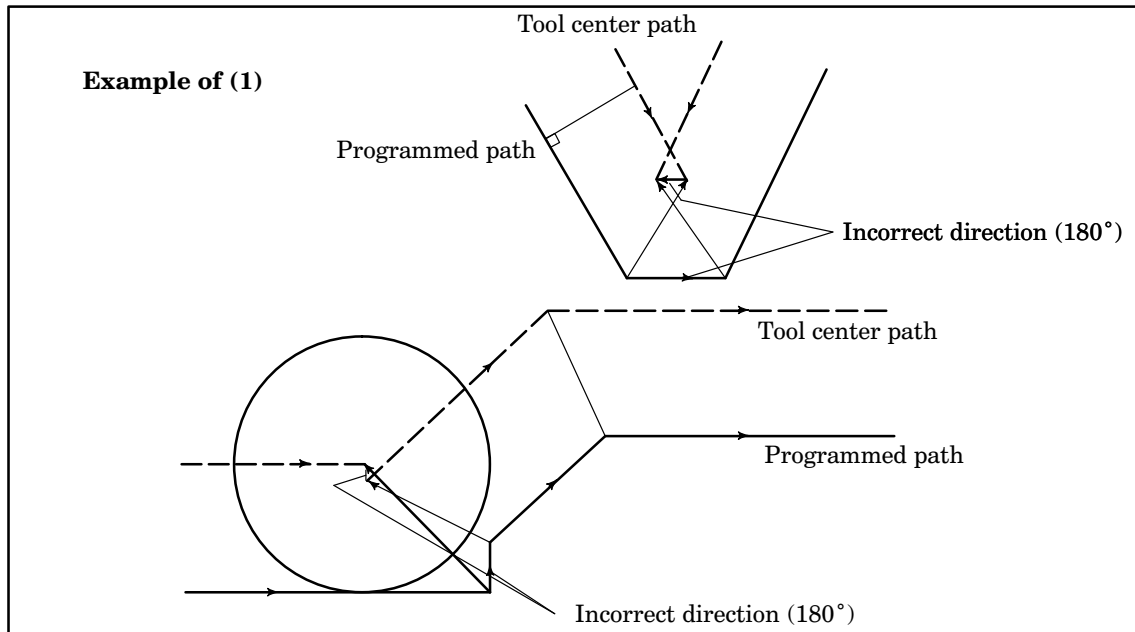 Tool center path
Example of (1)
Programmed path
Incorrect direction (180°)
Tool center path
Programmed path
Incorrect direction (180°)